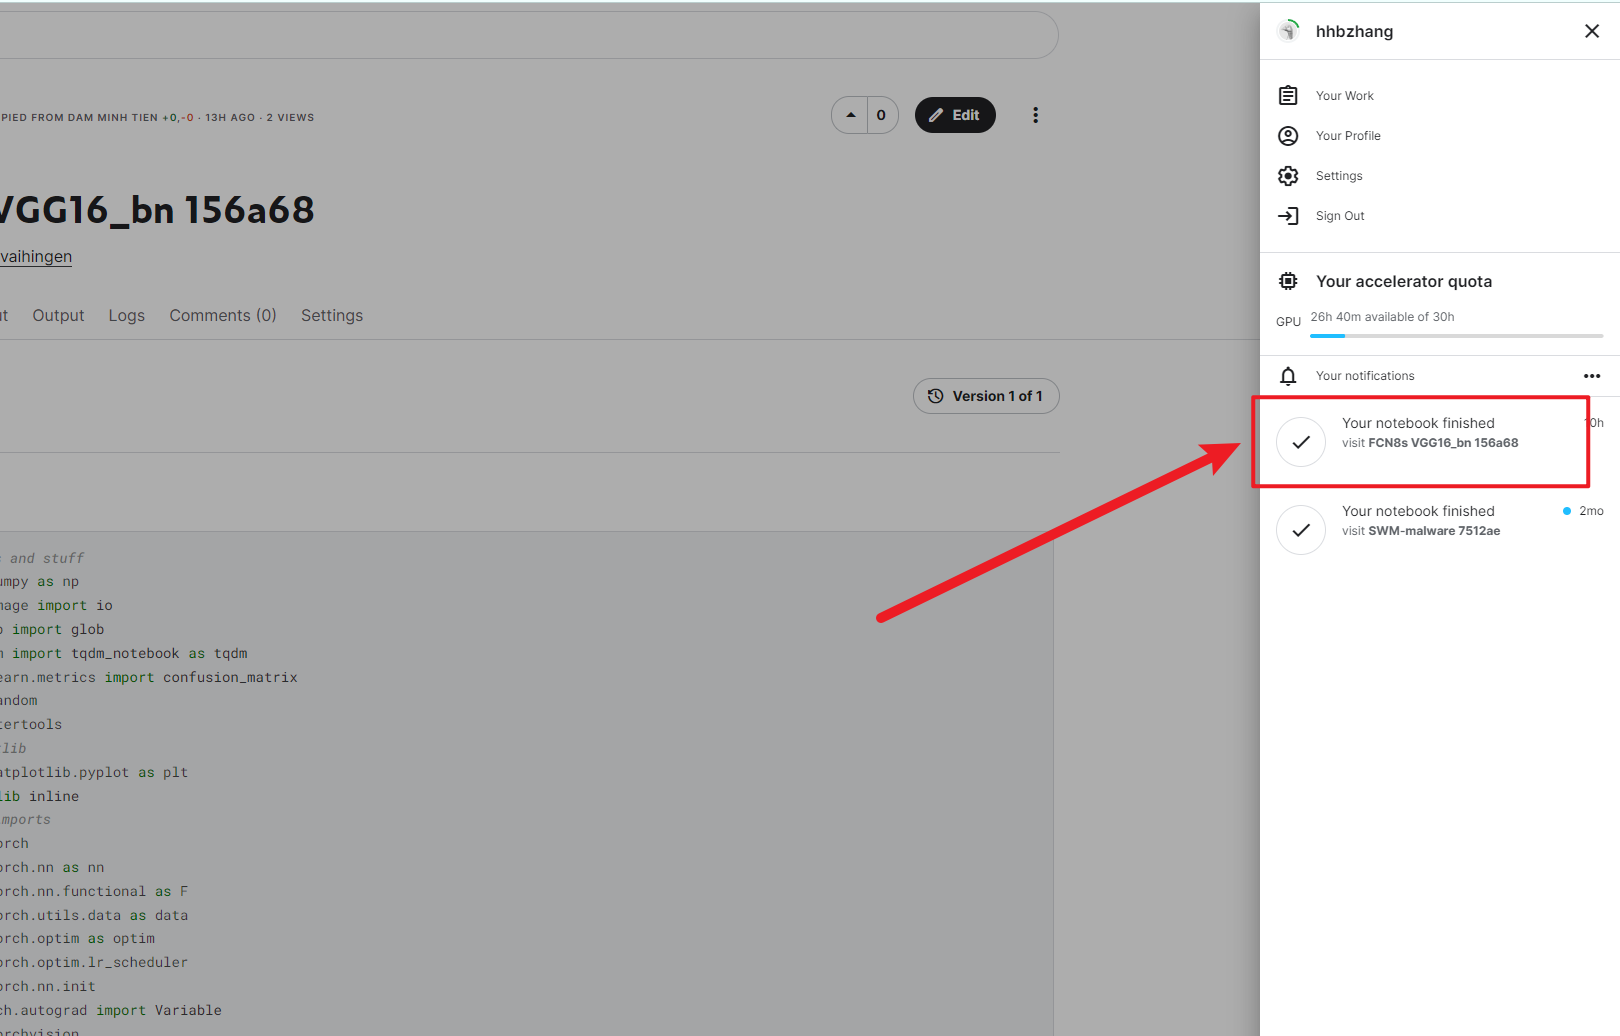 hhbzhang
PIED FROM DAM MINH TIEN +0,-0 · 13H AGO · 2 VIEWS
0
Edit
VGG16_bn 156a68
vaihingen
Output
Logs
Comments (0)
Settings
Version 1 of 1
s and stuff
umpy as np
mage import io
b import glob
m import tqdm_notebook as tqdm
earn.metrics import confusion_matrix
andom
tertools
tlib
atplotlib.pyplot as plt
lib inline
mports
orch
orch.nn as nn
orch.nn.functional as F
orch.utils.data as data
orch.optim as optim
orch.optim.lr_scheduler
orch.nn.init
ch.autograd import Variable
orchvision
Your Work
Your Profile
Settings
Sign Out
Your accelerator quota
GPU
26h 40m available of 30h
Your notifications
Your notebook finished
visit FCN8s VGG16_bn 156a68
Your notebook finished
2mo
visit SWM-malware 7512ae